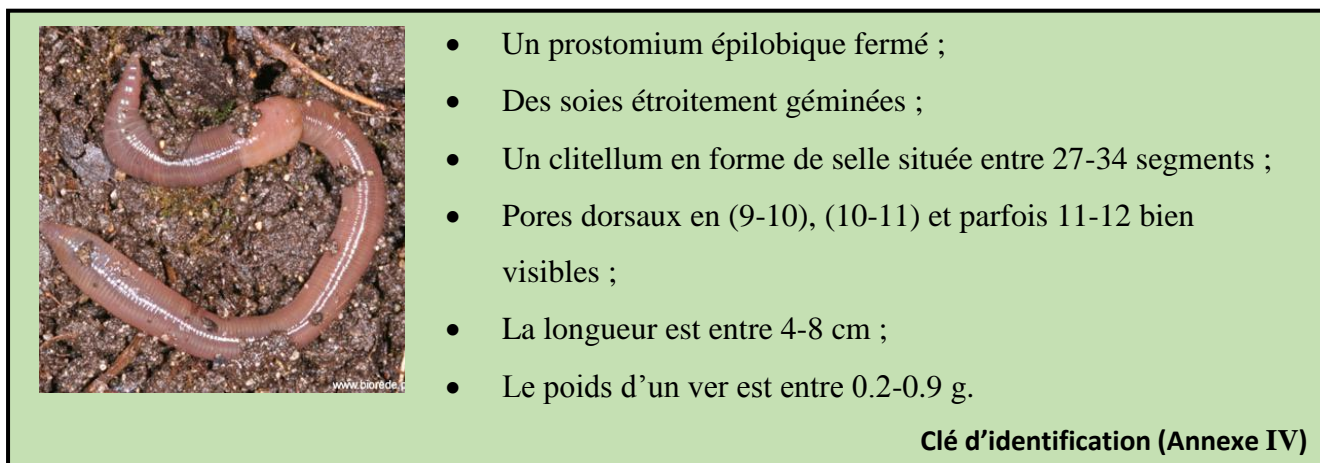 • Un prostomium épilobique fermé ;
• Des soies étroitement géminées ;
• Un clitellum en forme de selle située entre 27-34 segments ;
• Pores dorsaux en (9-10), (10-11) et parfois 11-12 bien
visibles ;
• La longueur est entre 4-8 cm ;
• Le poids d’un ver est entre 0.2-0.9 g.
Clé d’identification (Annexe IV)